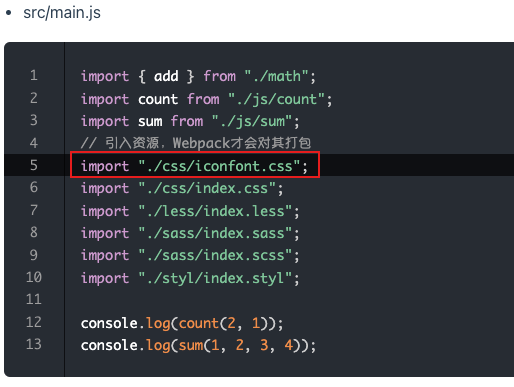 src/main.js
1 import { add } from "./math";
2 import count from "./js/count";
3 import sum from "./js/sum";
4 // 引入资源，Webpack才会对其打包
5 import "./css/iconfont.css";
6 import "./css/index.css";
7 import "./less/index.less";
8 import "./sass/index.sass";
9 import "./sass/index.scss";
10 import "./styl/index.styl";
11
12 console.log(count(2, 1));
13 console.log(sum(1, 2, 3, 4));